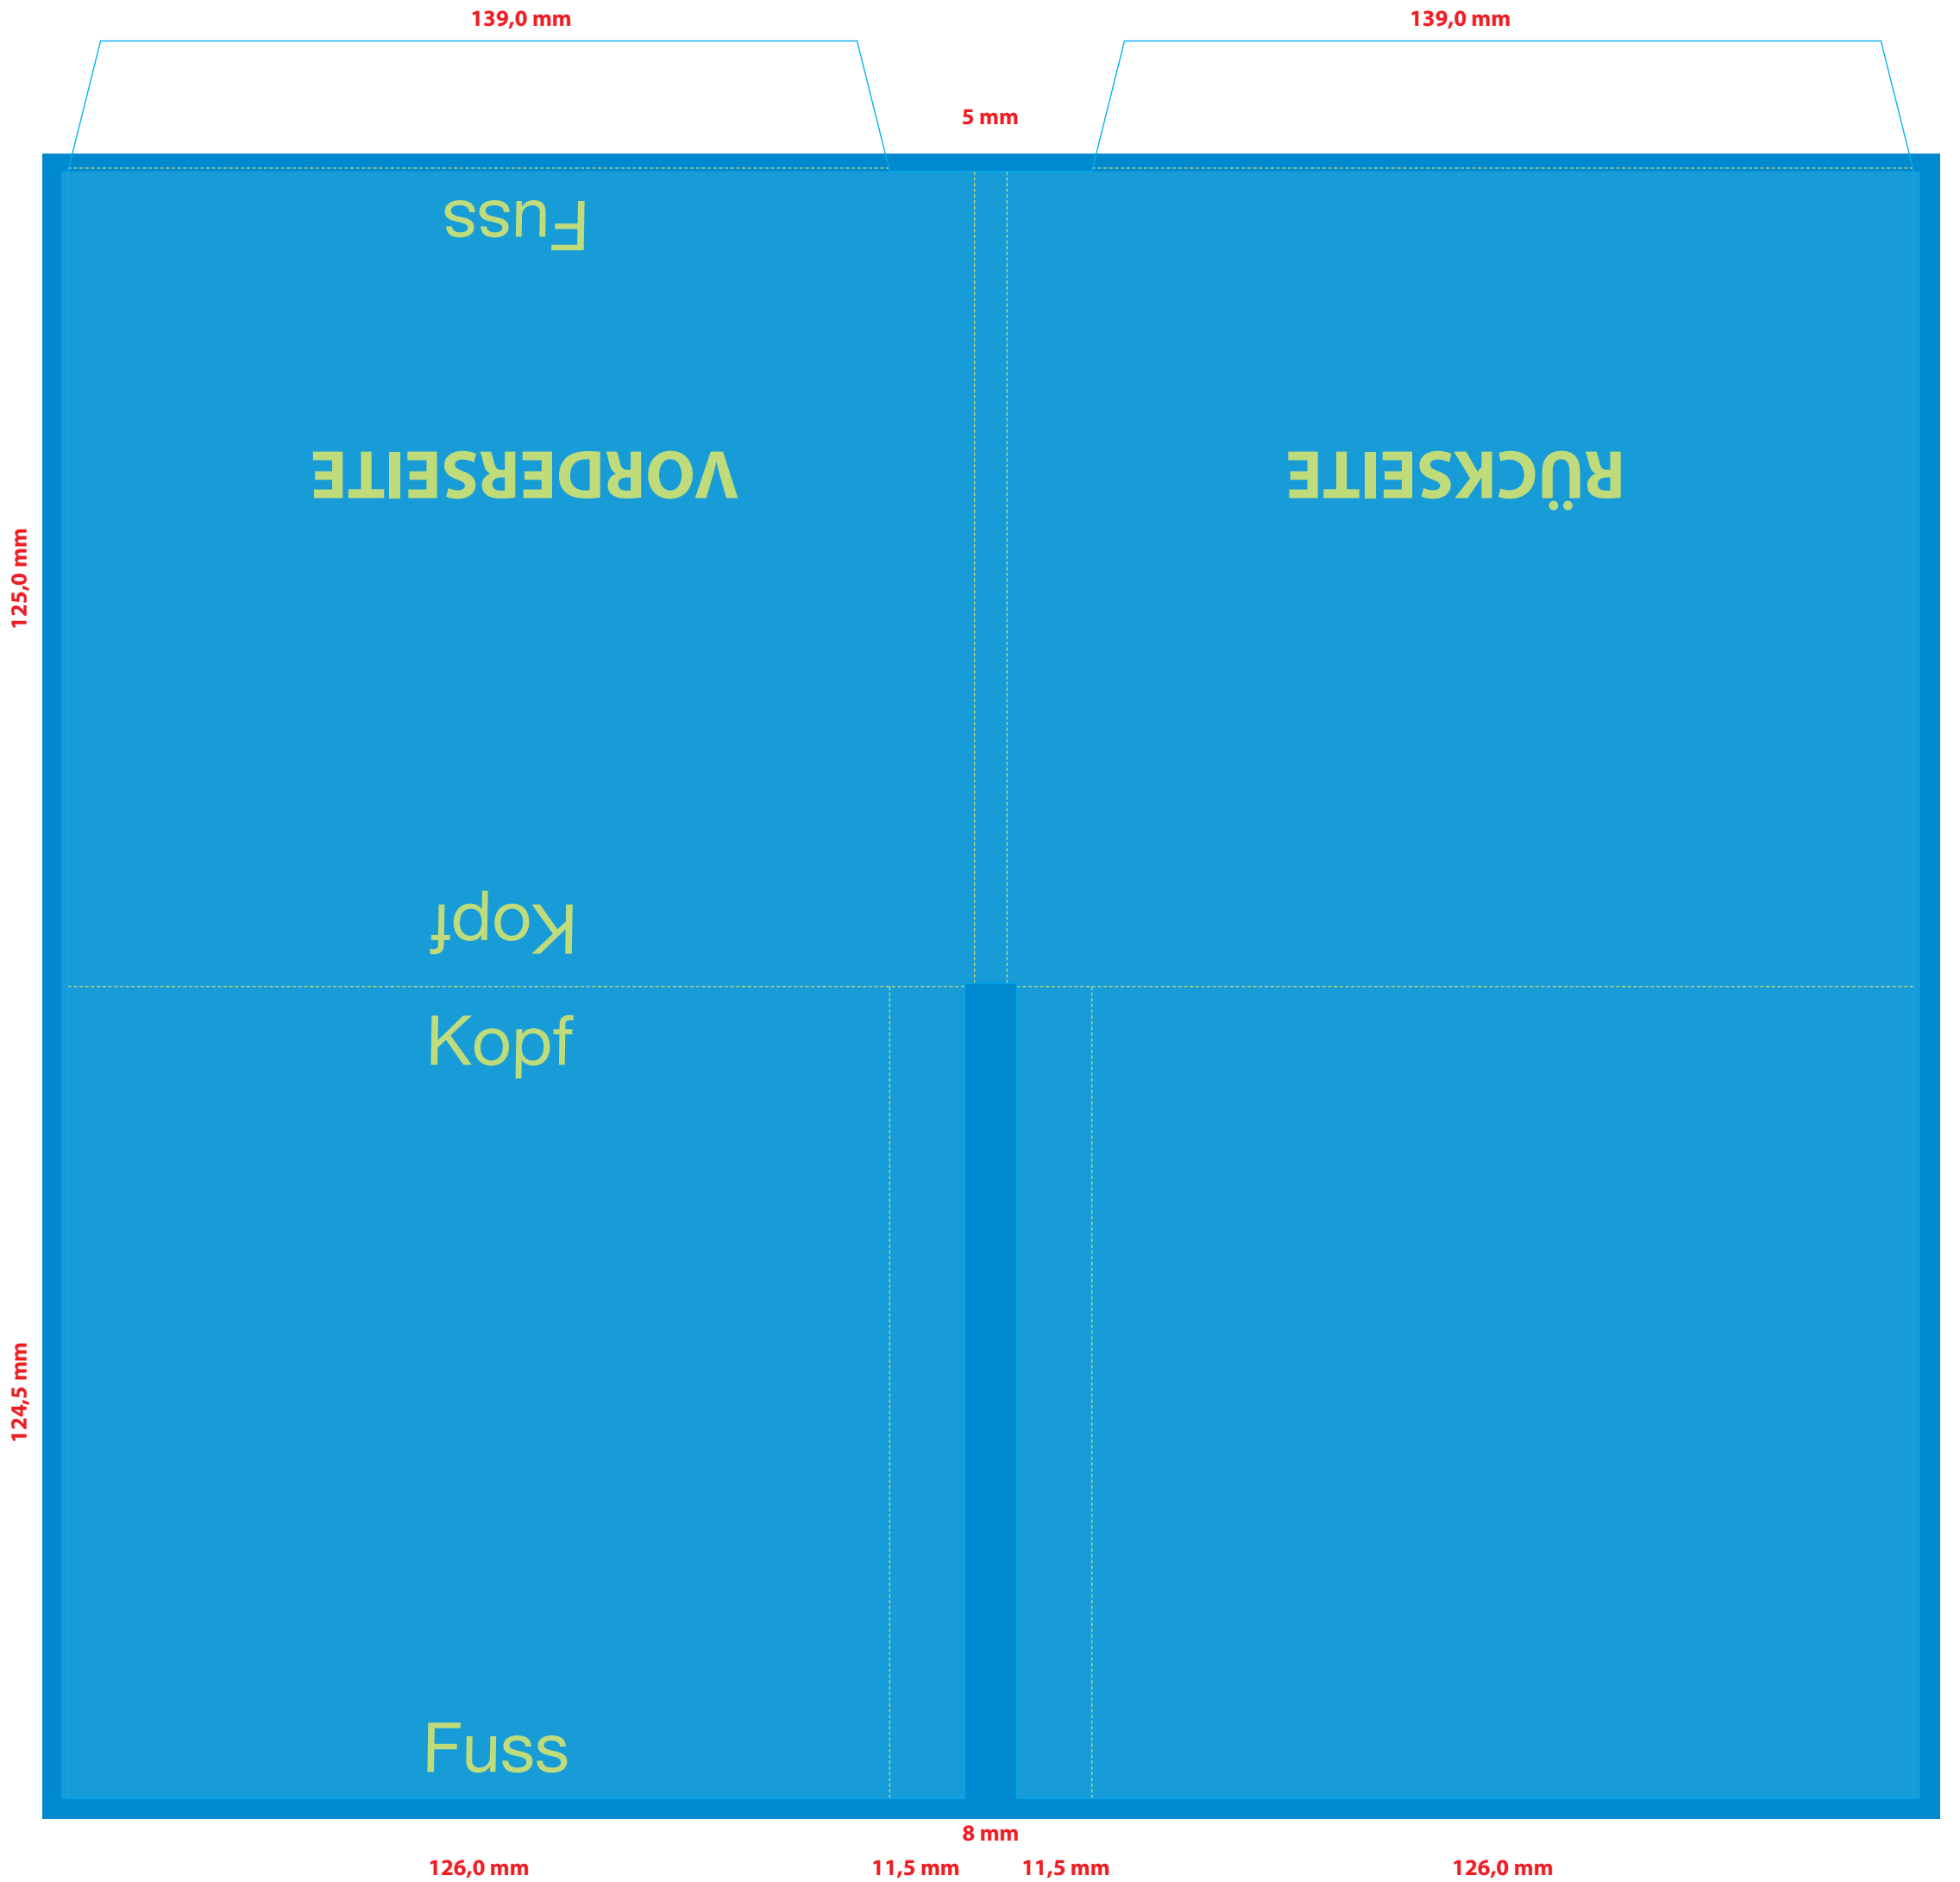 139,0 mm 139,0 mm
5 mm
Fuss
VORDERSEITE RÜCKSEITE
125,0 mm
Kopf
Kopf
124,5 mm
Fuss
8 mm
126,0 mm 11,5 mm 11,5 mm 126,0 mm